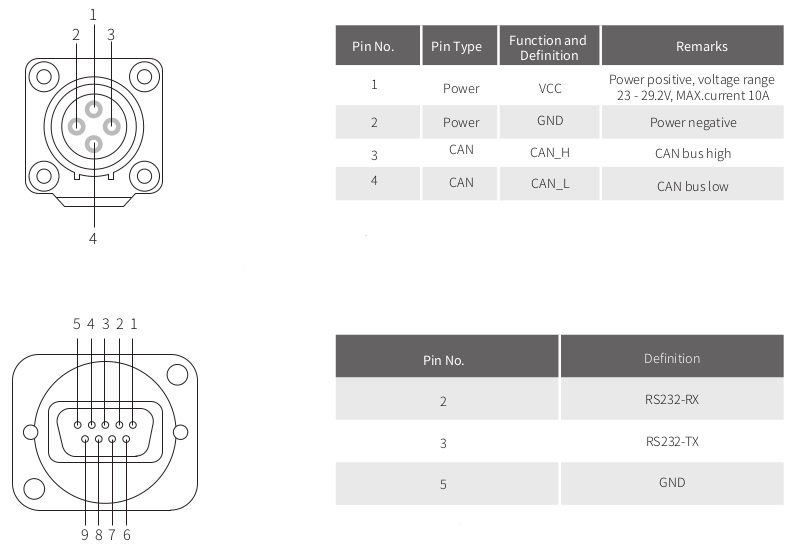 1
2 3
4
Pin No. Pin Type Function and Definition Remarks
1 Power VCC Power positive, voltage range
23 - 29.2V, MAX.current 10A
2 Power GND Power negative
3 CAN CAN_H CAN bus high
4 CAN CAN_L CAN bus low
5 4 3 2 1
9 8 7 6
Pin No. Definition
2 RS232-RX
3 RS232-TX
5 GND